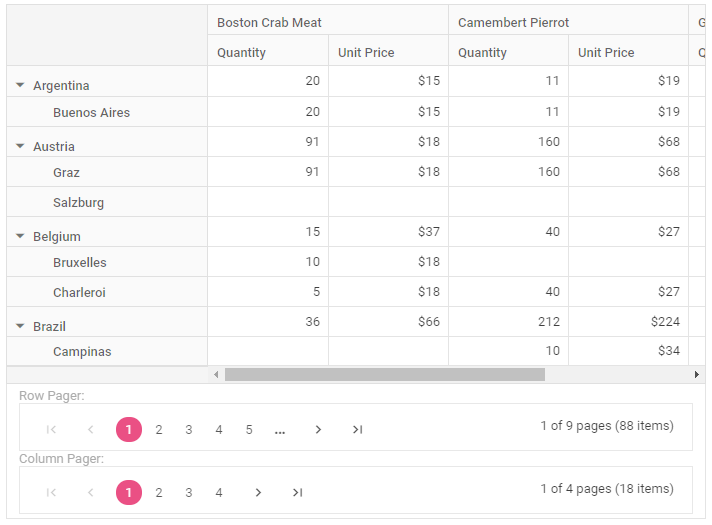 Boston Crab Meat Camembert Pierrot G
Quantity Unit Price Quantity Unit Price Q
Argentina 20 $15 11 $19
Buenos Aires 20 $15 11 $19
Austria 91 $18 160 $68
Graz 91 $18 160 $68
Salzburg
Belgium 15 $37 40 $27
Bruxelles 10 $18
Charleroi 5 $18 40 $27
Brazil 36 $66 212 $224
Campinas 10 $34
Row Pager:
1 2 3 4 5 ... 1 of 9 pages (88 items)
Column Pager:
1 2 3 4 1 of 4 pages (18 items)